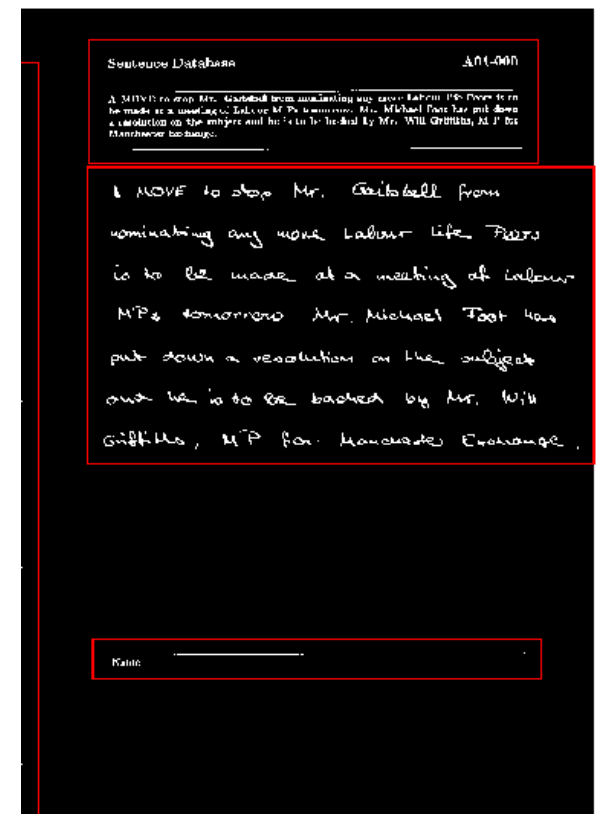 Sentence Database A01-000
A MOVE to stop Mr. Gaitskell from nominating any more Labour Life Peers is to
be made at a meeting of Labour M Ps tomorrow. Mr. Michael Foot has put down
a resolution on the subject and he is to be backed by Mr. Will Griffiths, M P for
Manchester Exchange.
A MOVE to stop Mr. Gaitskell from
nominating any more Labour Life Peers
is to be made at a meeting of Labour
MPs tomorrow Mr. Michael Foot has
put down a resolution on the subject
and he is to be backed by Mr. Will
Griffiths, MP for Manchester Exchange.
Name